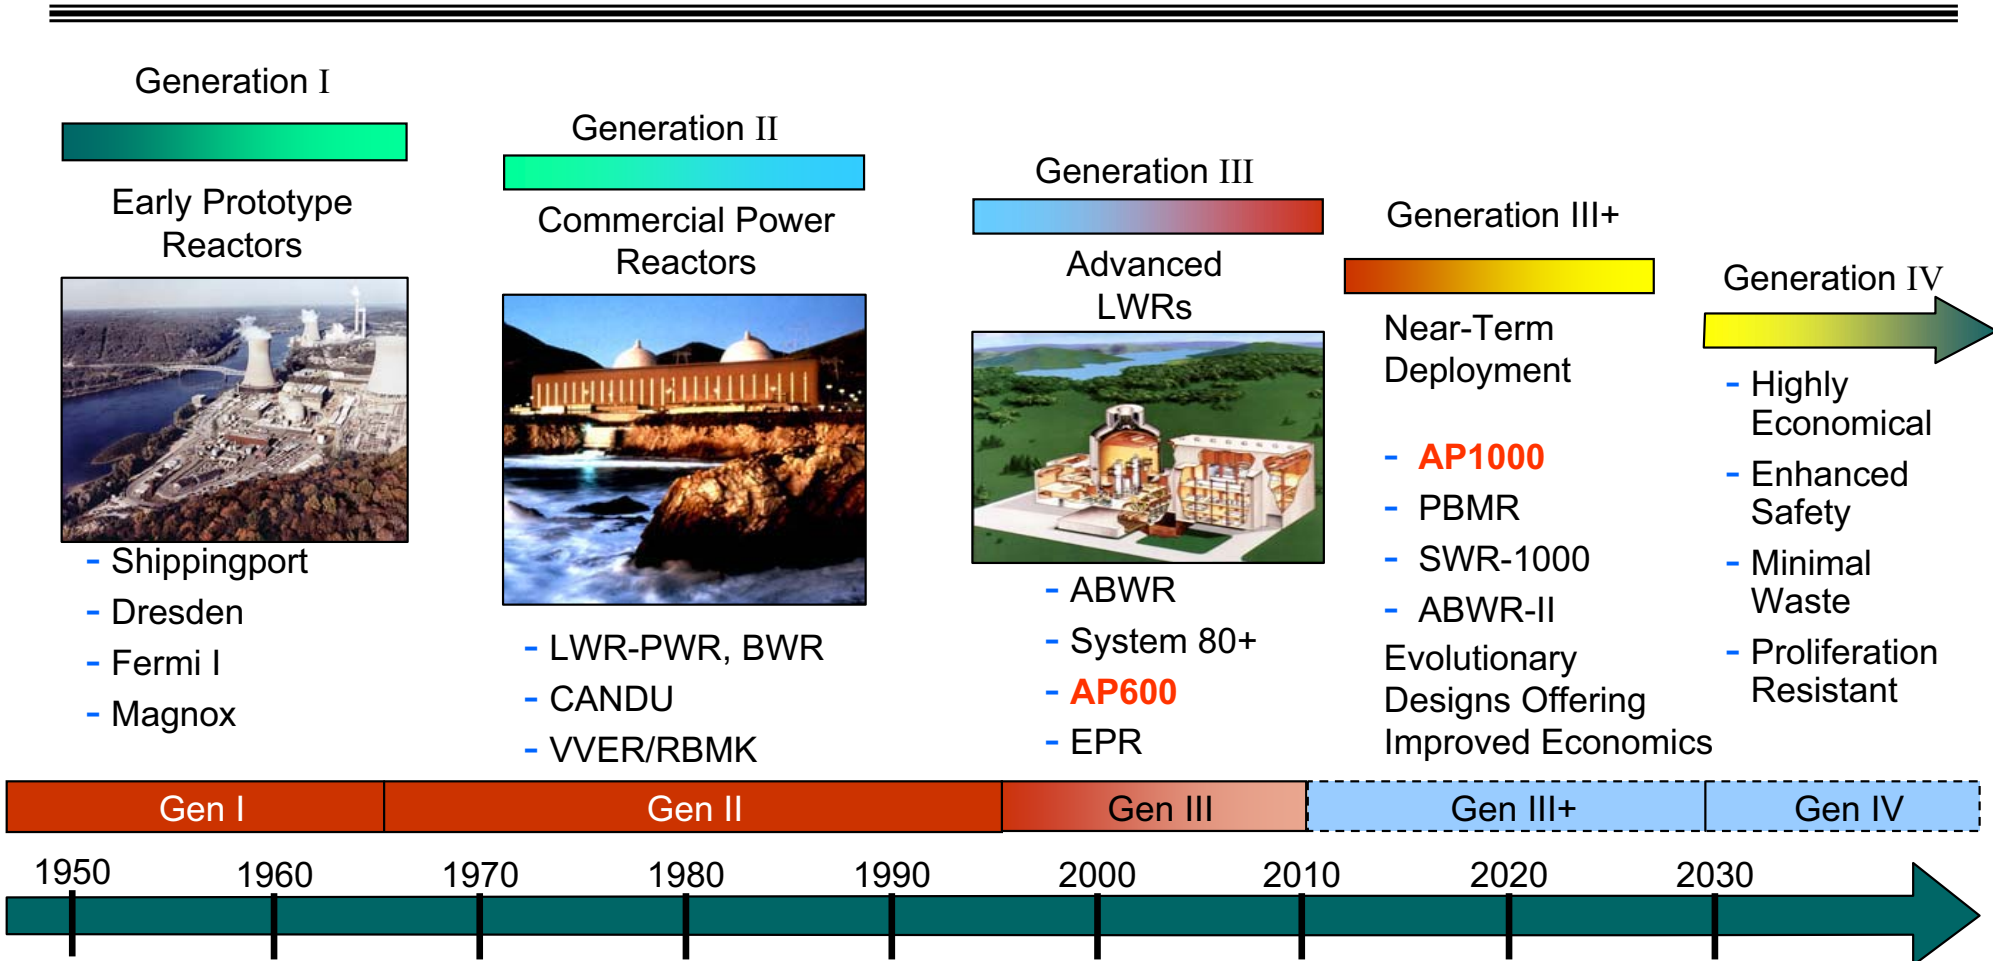 Generation I
Early Prototype
Reactors
- Shippingport
- Dresden
- Fermi I
- Magnox
Generation II
Commercial Power
Reactors
- LWR-PWR, BWR
- CANDU
- VVER/RBMK
Generation III
Advanced
LWRs
- ABWR
- System 80+
- AP600
- EPR
Generation III+
Near-Term
Deployment
- AP1000
- PBMR
- SWR-1000
- ABWR-II
Evolutionary
Designs Offering
Improved Economics
Generation IV
- Highly
Economical
- Enhanced
Safety
- Minimal
Waste
- Proliferation
Resistant
Gen I Gen II Gen III Gen III+ Gen IV
1950 1960 1970 1980 1990 2000 2010 2020 2030